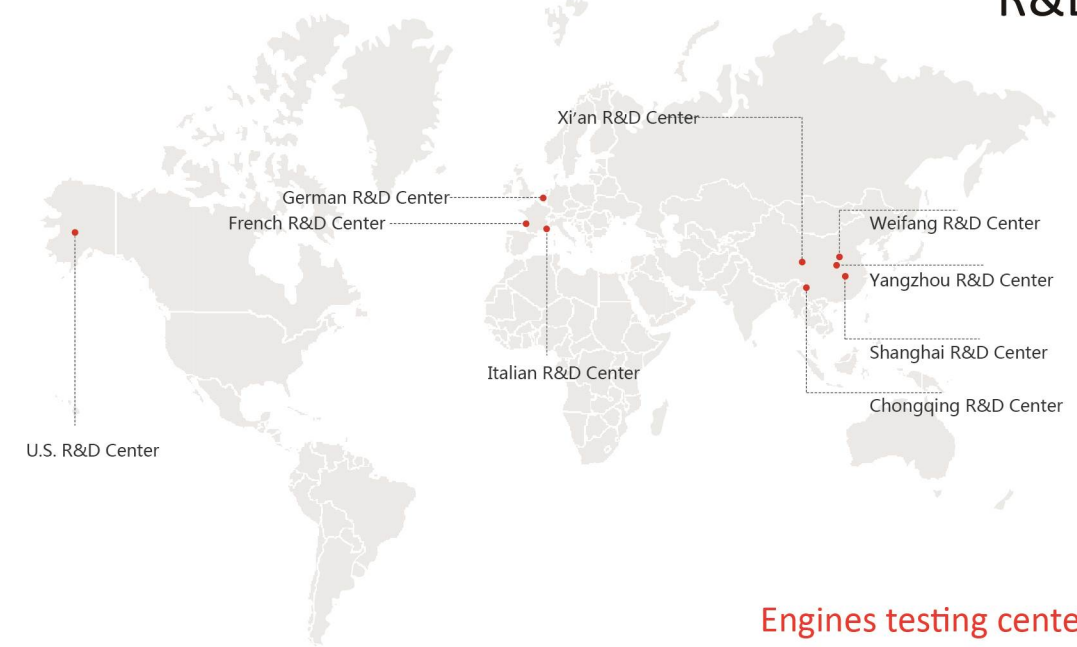 R&D
Xi'an R&D Center
German R&D Center
French R&D Center
Weifang R&D Center
Yangzhou R&D Center
Shanghai R&D Center
Italian R&D Center
Chongqing R&D Center
U.S. R&D Center
Engines testing cente